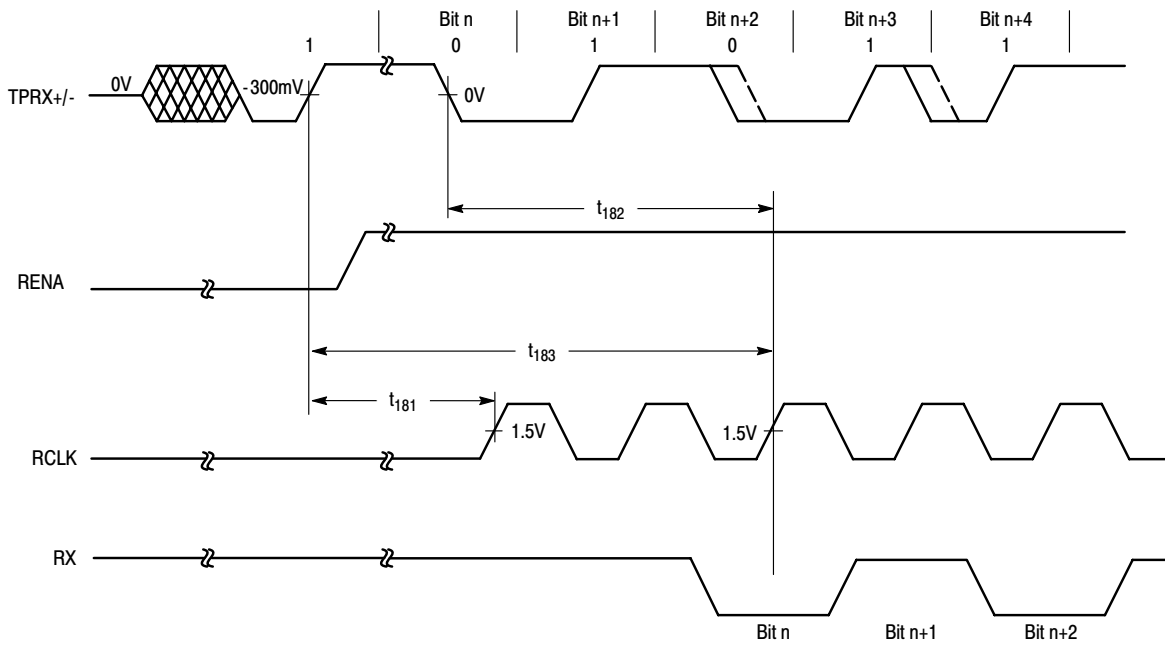 Bit n Bit n+1 Bit n+2 Bit n+3 Bit n+4
1 0 1 0 1 1
TPRX+/- 0V -300mV 0V
t182
RENA
t183
t181
1.5V 1.5V
RCLK
RX
Bit n Bit n+1 Bit n+2